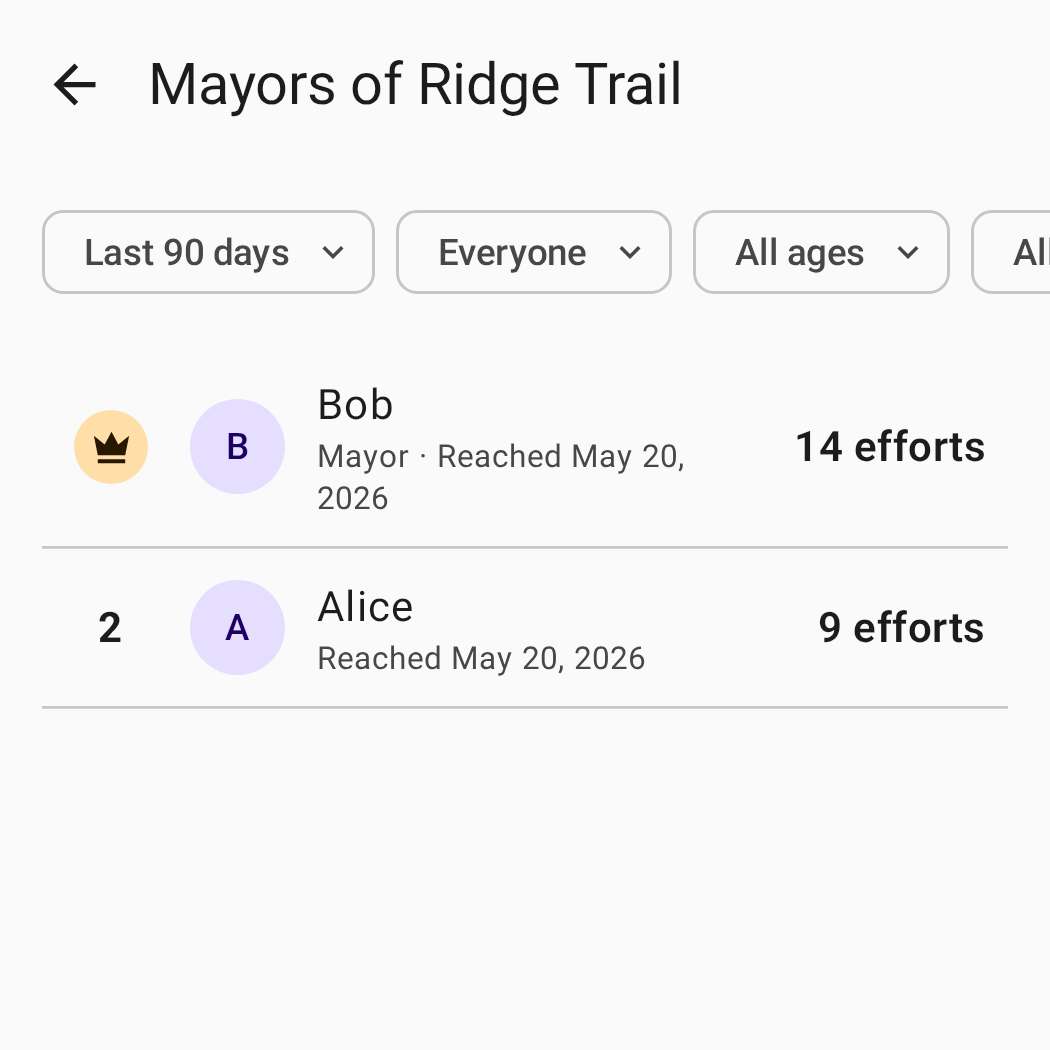 Mayors of Ridge Trail
Last 90 days
Everyone
All ages
All
B
Bob
Mayor · Reached May 20,
2026
14 efforts
2
A
Alice
Reached May 20, 2026
9 efforts